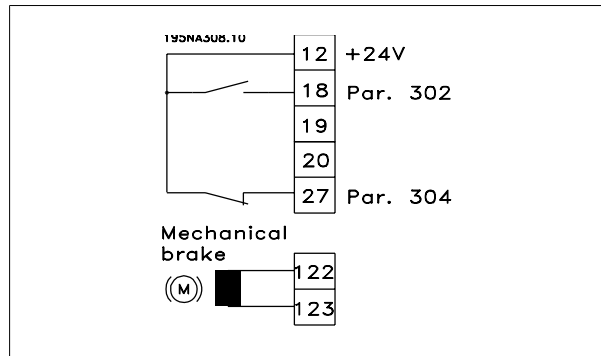 195NA308.10
12 +24V
18 Par. 302
19
20
27 Par. 304
Mechanical
brake
M
122
123